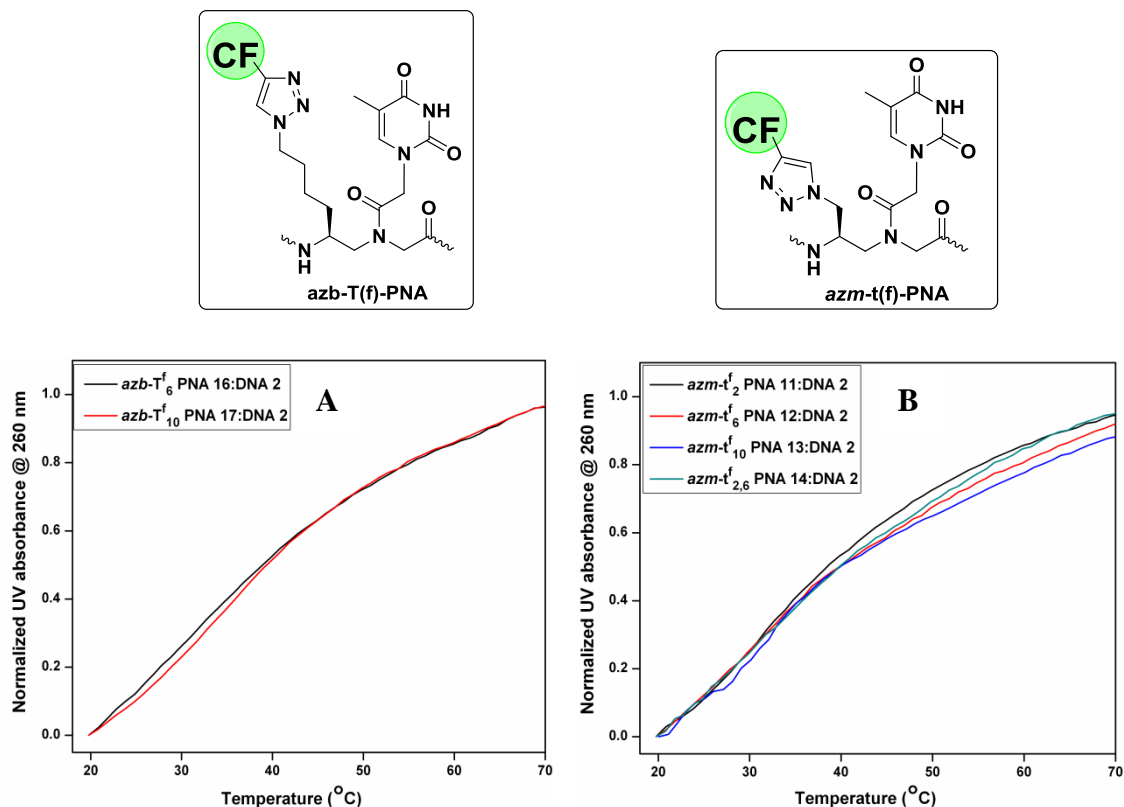 CF
N
N
N
O
NH
N
O
O
N
O
N
H
azb-T(f)-PNA
CF
N
N
N
O
NH
N
O
O
N
O
N
H
azm-t(f)-PNA
A
azb-Tᶠ₆ PNA 16:DNA 2
azb-Tᶠ₁₀ PNA 17:DNA 2
Normalized UV absorbance @ 260 nm
1.0
0.8
0.6
0.4
0.2
0.0
20 30 40 50 60 70
Temperature (°C)
B
azm-tᶠ₂ PNA 11:DNA 2
azm-tᶠ₆ PNA 12:DNA 2
azm-tᶠ₁₀ PNA 13:DNA 2
azm-tᶠ₂,₆ PNA 14:DNA 2
Normalized UV absorbance @ 260 nm
1.0
0.8
0.6
0.4
0.2
0.0
20 30 40 50 60 70
Temperature (°C)